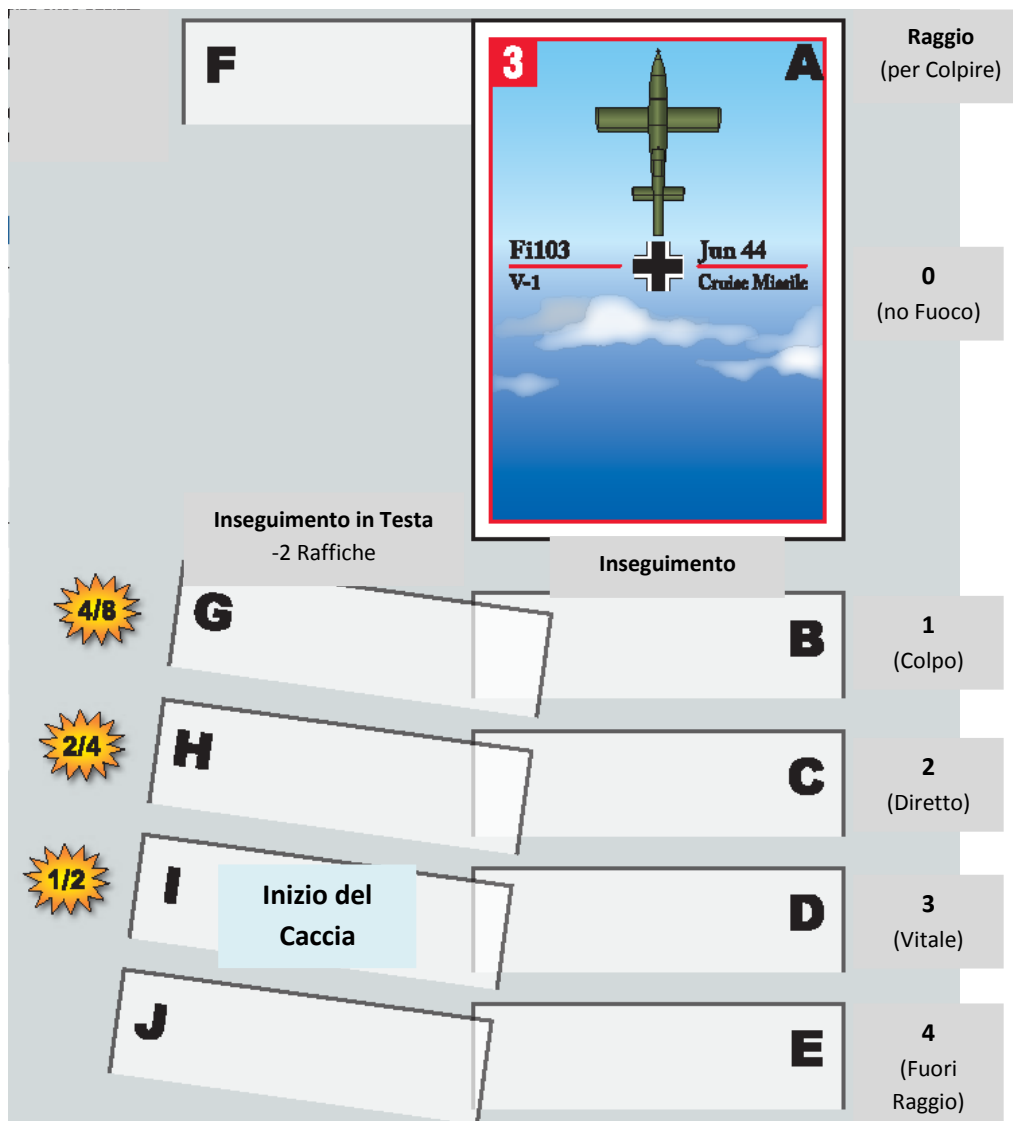 F
3
A
Raggio
(per Colpire)
Fi103
Jun 44
V-1
Cruise Missile
0
(no Fuoco)
Inseguimento in Testa
-2 Raffiche
Inseguimento
4/8
G
B
1
(Colpo)
2/4
H
C
2
(Diretto)
1/2
I
Inizio del
Caccia
D
3
(Vitale)
J
E
4
(Fuori
Raggio)